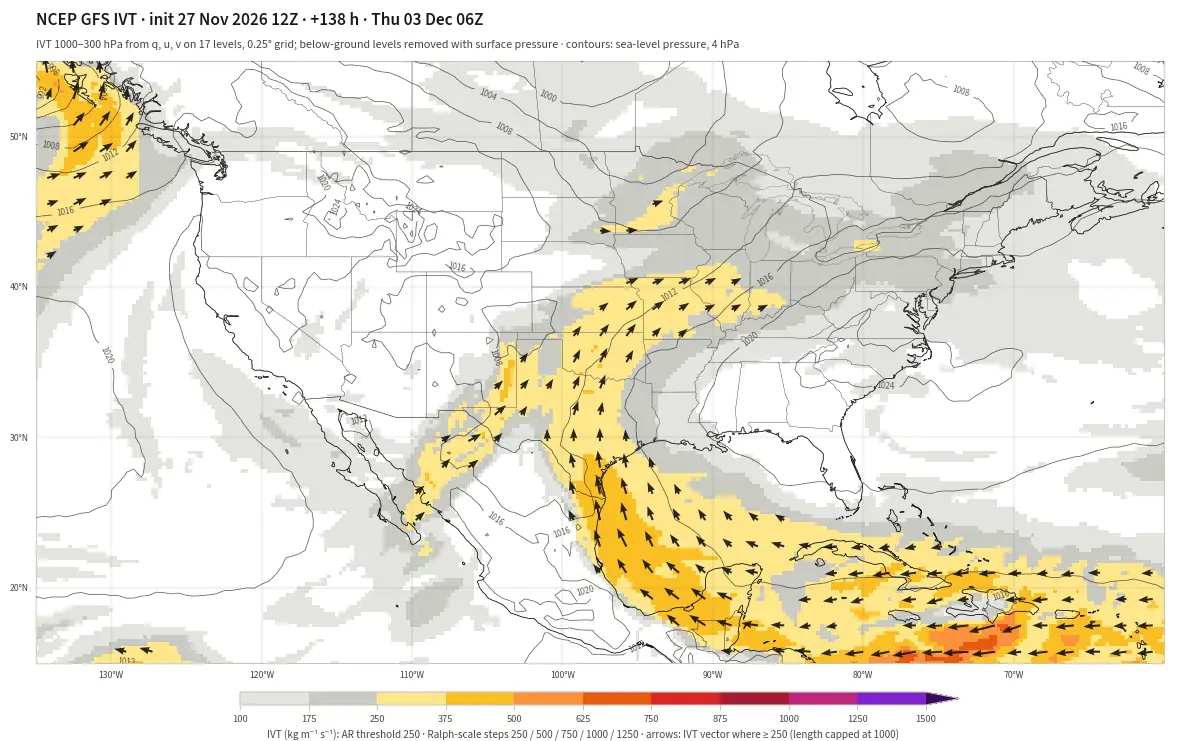 NCEP GFS IVT · init 27 Nov 2026 12Z · +138 h · Thu 03 Dec 06Z
IVT 1000–300 hPa from q, u, v on 17 levels, 0.25° grid; below-ground levels removed with surface pressure · contours: sea-level pressure, 4 hPa
1008
1004
1000
1008
1016
1008
1008
1012
1020
1024
1016
1016
1012
1016
1020
1020
1024
1012
1016
1016
1020
1016
1012
50°N
40°N
30°N
20°N
130°W
120°W
110°W
100°W
90°W
80°W
70°W
100
175
250
375
500
625
750
875
1000
1250
1500
IVT (kg m⁻¹ s⁻¹): AR threshold 250 · Ralph-scale steps 250 / 500 / 750 / 1000 / 1250 · arrows: IVT vector where ≥ 250 (length capped at 1000)